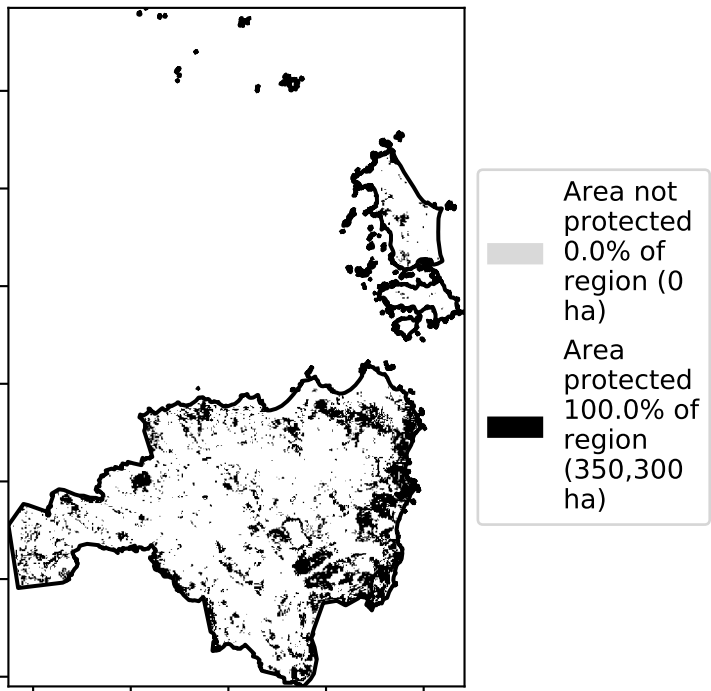 Area not
protected
0.0% of
region (0
ha)
Area
protected
100.0% of
region
(350,300
ha)